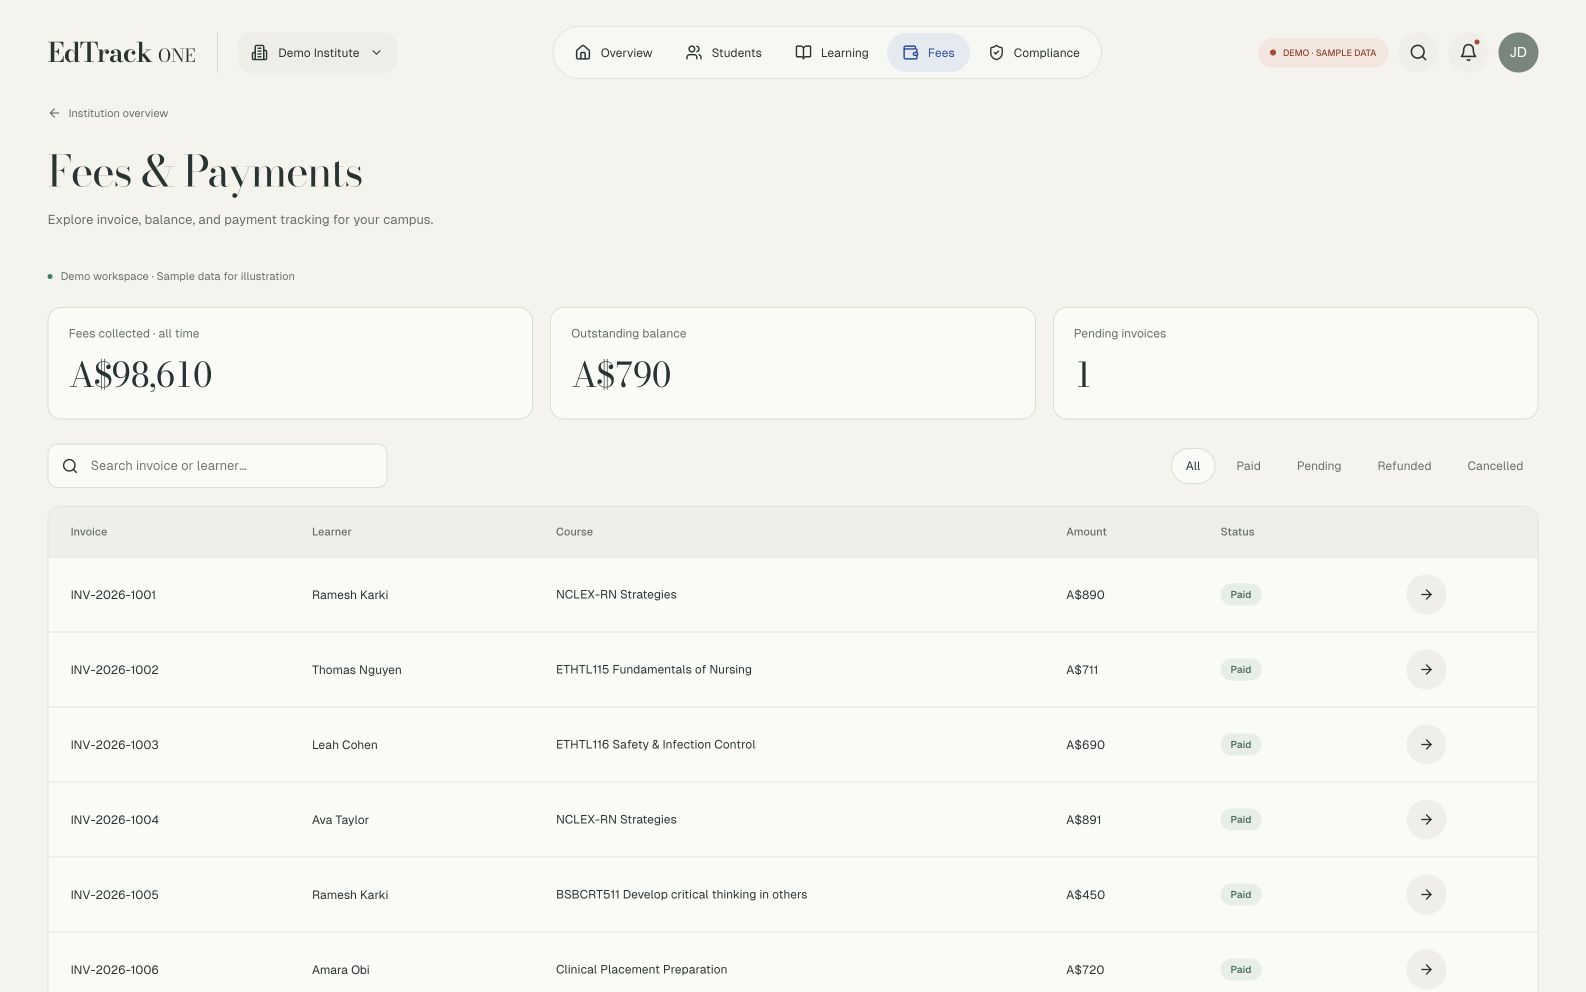 EdTrack ONE
Demo Institute
Overview
Students
Learning
Fees
Compliance
DEMO · SAMPLE DATA
JD
Institution overview
Fees & Payments
Explore invoice, balance, and payment tracking for your campus.
Demo workspace · Sample data for illustration
Fees collected · all time
A$98,610
Outstanding balance
A$790
Pending invoices
1
Search invoice or learner...
All Paid Pending Refunded Cancelled
Invoice Learner Course Amount Status
INV-2026-1001 Ramesh Karki NCLEX-RN Strategies A$890 Paid
INV-2026-1002 Thomas Nguyen ETHTL115 Fundamentals of Nursing A$711 Paid
INV-2026-1003 Leah Cohen ETHTL116 Safety & Infection Control A$690 Paid
INV-2026-1004 Ava Taylor NCLEX-RN Strategies A$891 Paid
INV-2026-1005 Ramesh Karki BSBCRT511 Develop critical thinking in others A$450 Paid
INV-2026-1006 Amara Obi Clinical Placement Preparation A$720 Paid